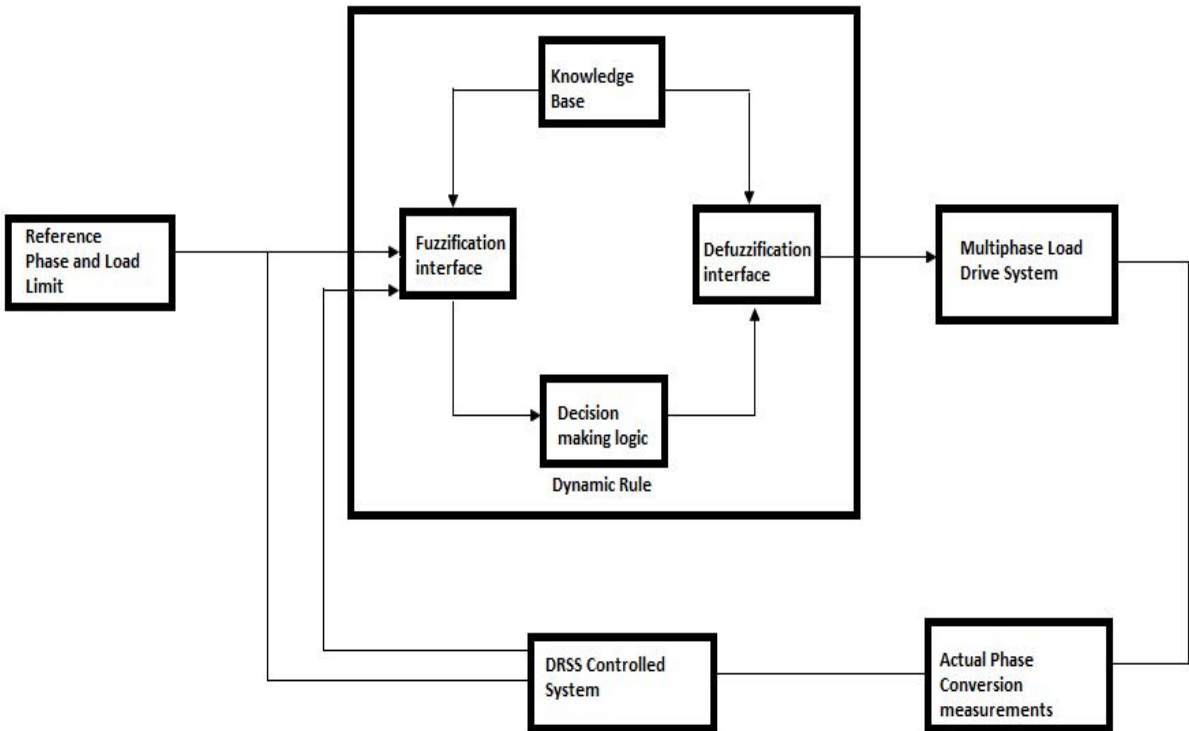 Knowledge
Base
Reference
Phase and Load
Limit
Fuzzification
interface
Defuzzification
interface
Multiphase Load
Drive System
Decision
making logic
Dynamic Rule
DRSS Controlled
System
Actual Phase
Conversion
measurements